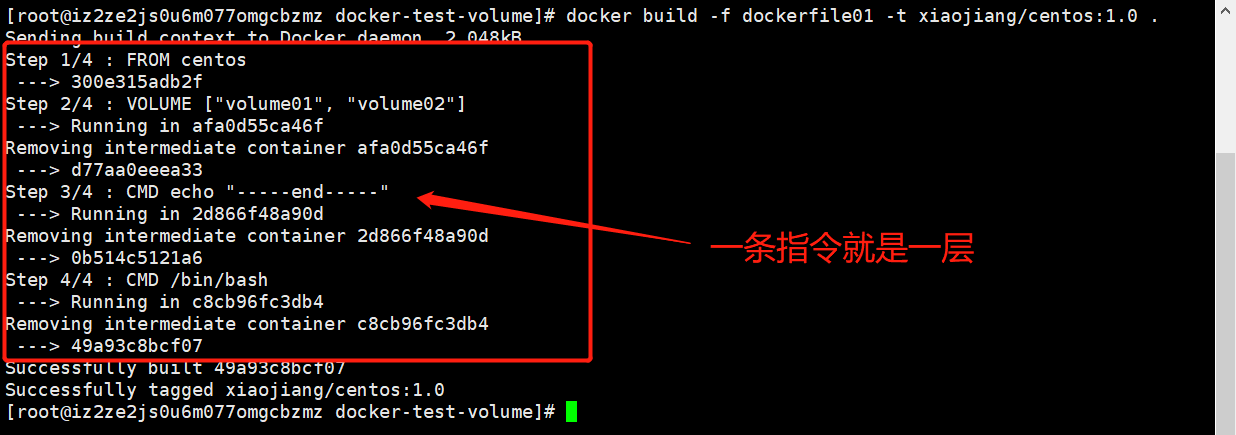 [root@iz2ze2js0u6m077omgcbzmz docker-test-volume]# docker build -f dockerfile01 -t xiaojiang/centos:1.0 .
Sending build context to Docker daemon  2.048kB
Step 1/4 : FROM centos
 ---> 300e315adb2f
Step 2/4 : VOLUME ["volume01", "volume02"]
 ---> Running in afa0d55ca46f
Removing intermediate container afa0d55ca46f
 ---> d77aa0eeea33
Step 3/4 : CMD echo "-----end-----"
 ---> Running in 2d866f48a90d
Removing intermediate container 2d866f48a90d
 ---> 0b514c5121a6
一条指令就是一层
Step 4/4 : CMD /bin/bash
 ---> Running in c8cb96fc3db4
Removing intermediate container c8cb96fc3db4
 ---> 49a93c8bcf07
Successfully built 49a93c8bcf07
Successfully tagged xiaojiang/centos:1.0
[root@iz2ze2js0u6m077omgcbzmz docker-test-volume]#